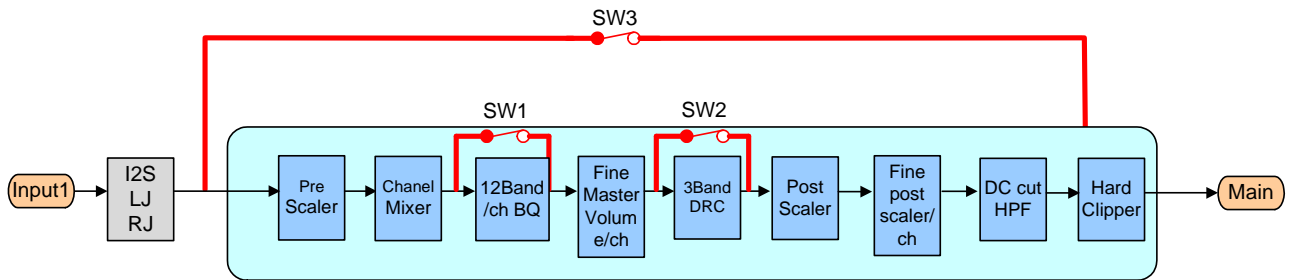 SW3
SW1
SW2
Input1
I2S
LJ
RJ
Pre
Scaler
Chanel
Mixer
12Band
/ch BQ
Fine
Master
Volum
e/ch
3Band
DRC
Post
Scaler
Fine
post
scaler/
ch
DC cut
HPF
Hard
Clipper
Main